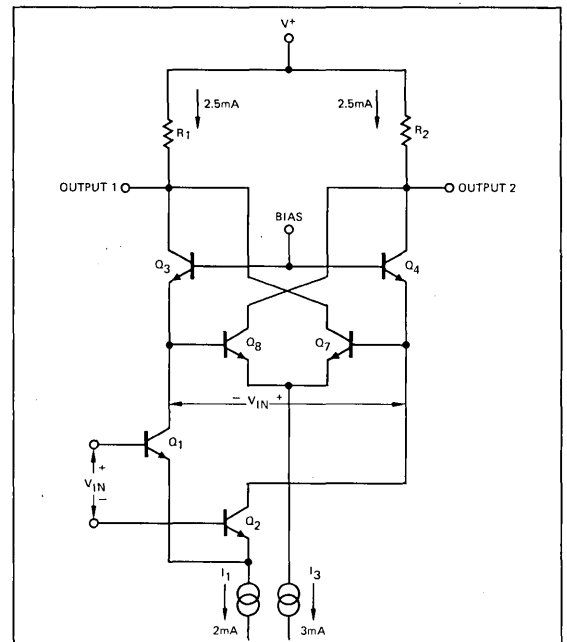 V+
2.5mA 2.5mA
R1 R2
OUTPUT 1 OUTPUT 2
BIAS
Q3 Q4
Q8 Q7
− VIN +
Q1
+
VIN
−
Q2
I1 I3
2mA 3mA